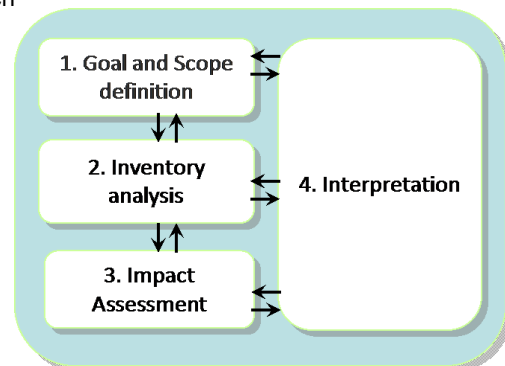 1. Goal and Scope
definition
2. Inventory
analysis
3. Impact
Assessment
4. Interpretation